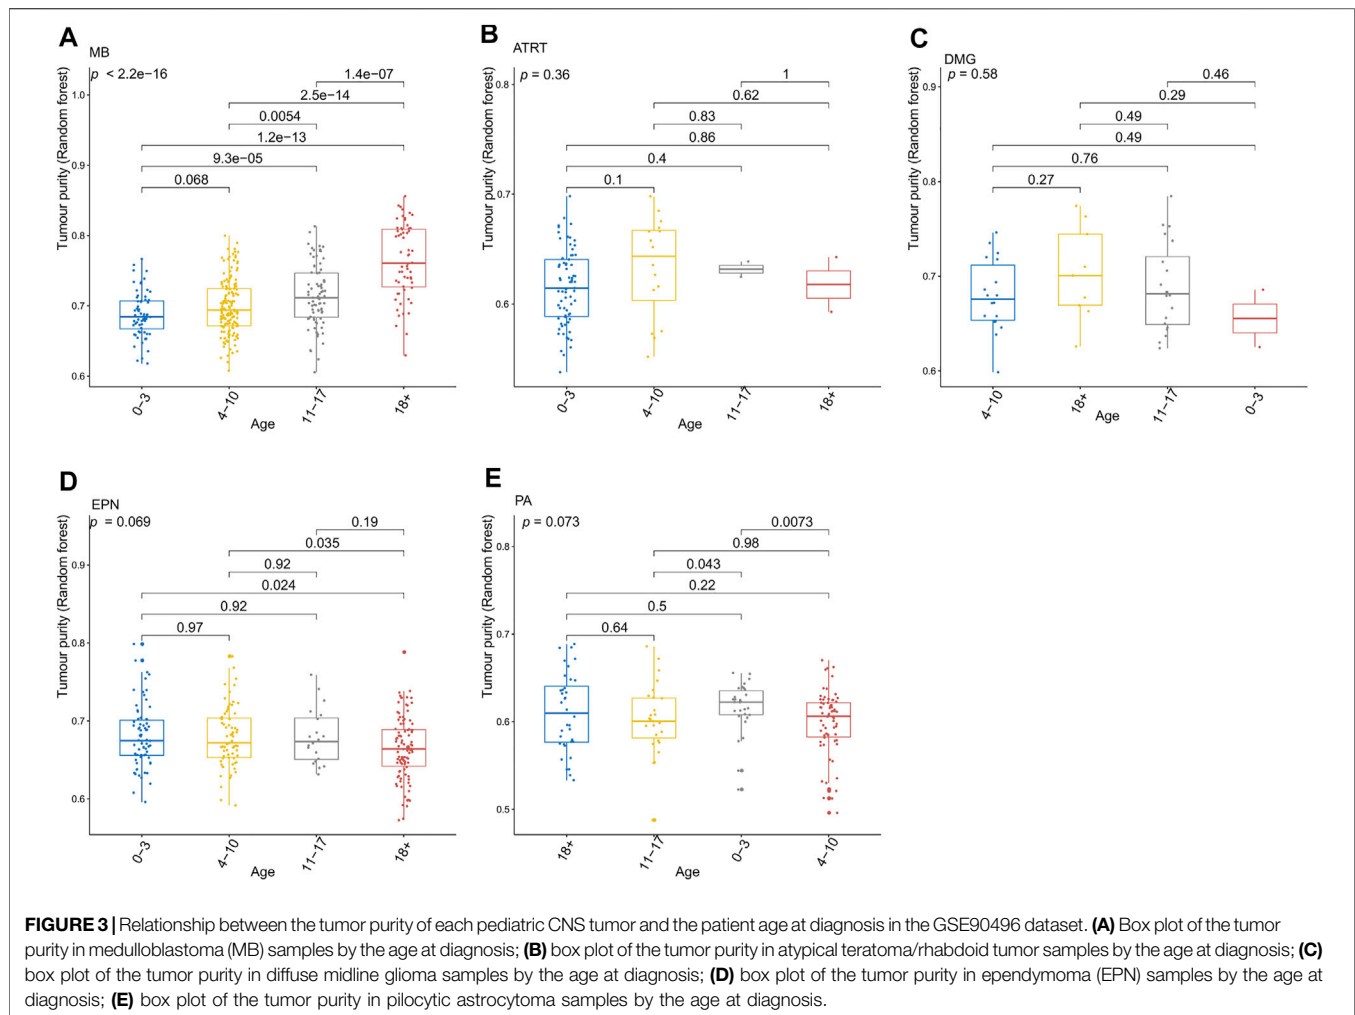 A
MB
p < 2.2e−16
1.4e−07
2.5e−14
0.0054
1.2e−13
9.3e−05
0.068
Tumour purity (Random forest)
1.0
0.9
0.8
0.7
0.6
0−3
4−10
11−17
18+
Age
B
ATRT
p = 0.36
1
0.62
0.83
0.86
0.4
0.1
Tumour purity (Random forest)
0.8
0.7
0.6
0−3
4−10
11−17
18+
Age
C
DMG
p = 0.58
0.46
0.29
0.49
0.49
0.76
0.27
Tumour purity (Random forest)
0.9
0.8
0.7
0.6
4−10
18+
11−17
0−3
Age
D
EPN
p = 0.069
0.19
0.035
0.92
0.024
0.92
0.97
Tumour purity (Random forest)
0.9
0.8
0.7
0.6
0−3
4−10
11−17
18+
Age
E
PA
p = 0.073
0.0073
0.98
0.043
0.22
0.5
0.64
Tumour purity (Random forest)
0.8
0.7
0.6
0.5
18+
11−17
0−3
4−10
Age
FIGURE 3 | Relationship between the tumor purity of each pediatric CNS tumor and the patient age at diagnosis in the GSE90496 dataset. (A) Box plot of the tumor
purity in medulloblastoma (MB) samples by the age at diagnosis; (B) box plot of the tumor purity in atypical teratoma/rhabdoid tumor samples by the age at diagnosis; (C)
box plot of the tumor purity in diffuse midline glioma samples by the age at diagnosis; (D) box plot of the tumor purity in ependymoma (EPN) samples by the age at
diagnosis; (E) box plot of the tumor purity in pilocytic astrocytoma samples by the age at diagnosis.